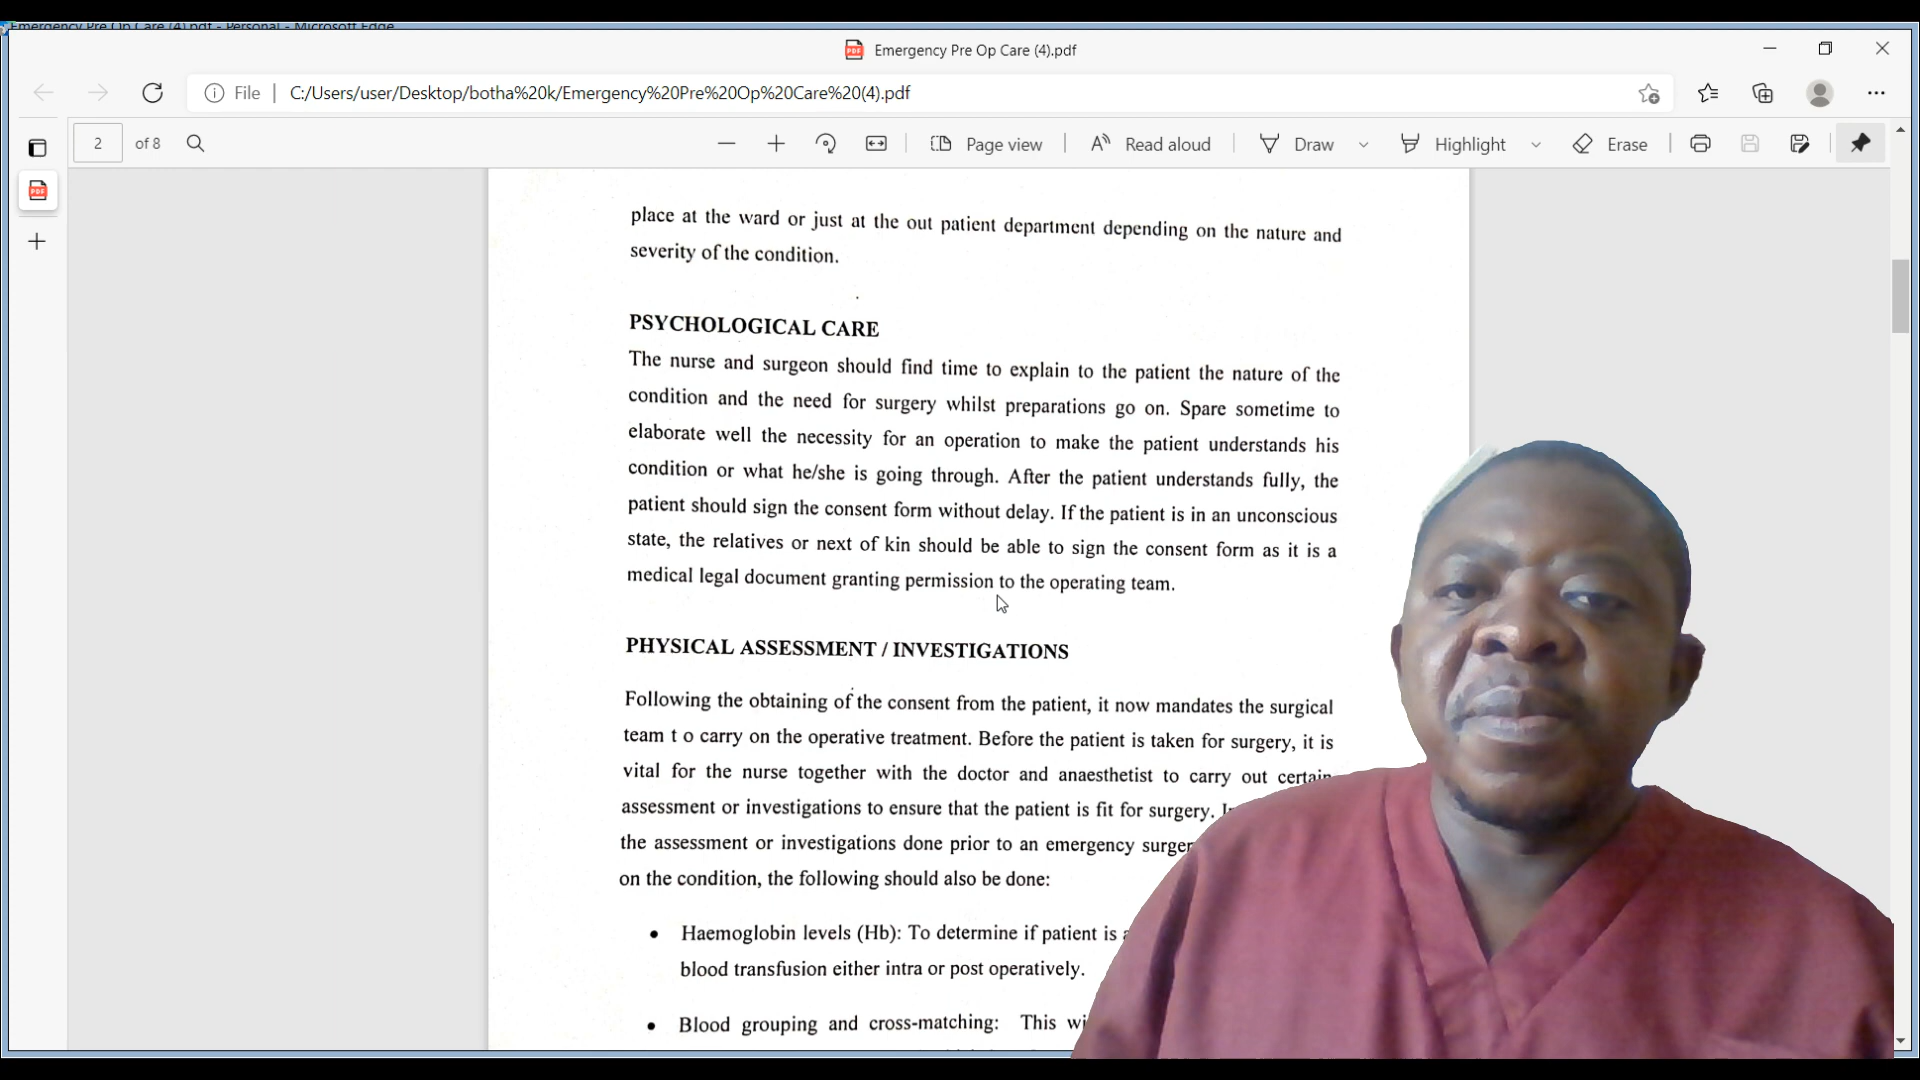 Emergency Pre Op Care (4).pdf - Personal - Microsoft Edge
Emergency Pre Op Care (4).pdf
File
C:/Users/user/Desktop/botha%20k/Emergency%20Pre%20Op%20Care%20(4).pdf
2 of 8
Page view
Read aloud
Draw
Highlight
Erase
place at the ward or just at the out patient department depending on the nature and
severity of the condition.
PSYCHOLOGICAL CARE
The nurse and surgeon should find time to explain to the patient the nature of the
condition and the need for surgery whilst preparations go on. Spare sometime to
elaborate well the necessity for an operation to make the patient understands his
condition or what he/she is going through. After the patient understands fully, the
patient should sign the consent form without delay. If the patient is in an unconscious
state, the relatives or next of kin should be able to sign the consent form as it is a
medical legal document granting permission to the operating team.
PHYSICAL ASSESSMENT / INVESTIGATIONS
Following the obtaining of the consent from the patient, it now mandates the surgical
team t o carry on the operative treatment. Before the patient is taken for surgery, it is
vital for the nurse together with the doctor and anaesthetist to carry out certain
assessment or investigations to ensure that the patient is fit for surgery.
the assessment or investigations done prior to an emergency
on the condition, the following should also be done:
• Haemoglobin levels (Hb): To determine if patient is
blood transfusion either intra or post operatively.
• Blood grouping and cross-matching: This